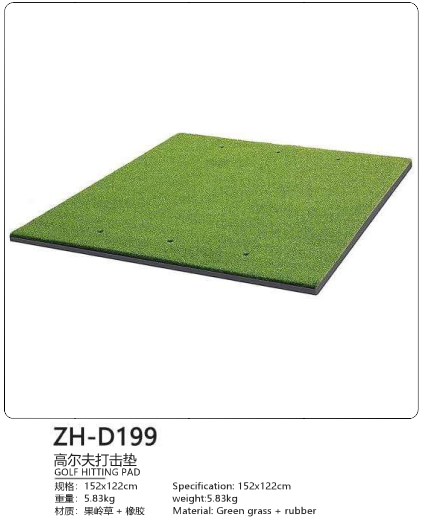 ZH-D199
高尔夫打击垫
GOLF HITTING PAD
规格：152x122cm Specification: 152x122cm
重量：5.83kg weight:5.83kg
材质：果岭草 + 橡胶 Material: Green grass + rubber